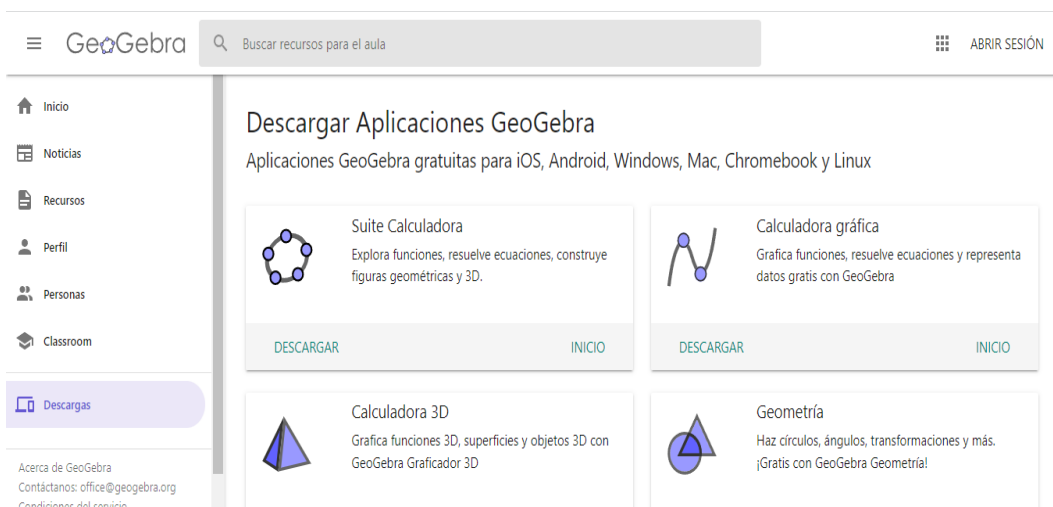 GeoGebra
Buscar recursos para el aula
ABRIR SESIÓN
Inicio
Noticias
Recursos
Perfil
Personas
Classroom
Descargas
Acerca de GeoGebra
Contáctanos: office@geogebra.org
Condiciones del servicio
Descargar Aplicaciones GeoGebra
Aplicaciones GeoGebra gratuitas para iOS, Android, Windows, Mac, Chromebook y Linux
Suite Calculadora
Explora funciones, resuelve ecuaciones, construye
figuras geométricas y 3D.
DESCARGAR
INICIO
Calculadora gráfica
Grafica funciones, resuelve ecuaciones y representa
datos gratis con GeoGebra
DESCARGAR
INICIO
Calculadora 3D
Grafica funciones 3D, superficies y objetos 3D con
GeoGebra Graficador 3D
Geometría
Haz círculos, ángulos, transformaciones y más.
¡Gratis con GeoGebra Geometría!